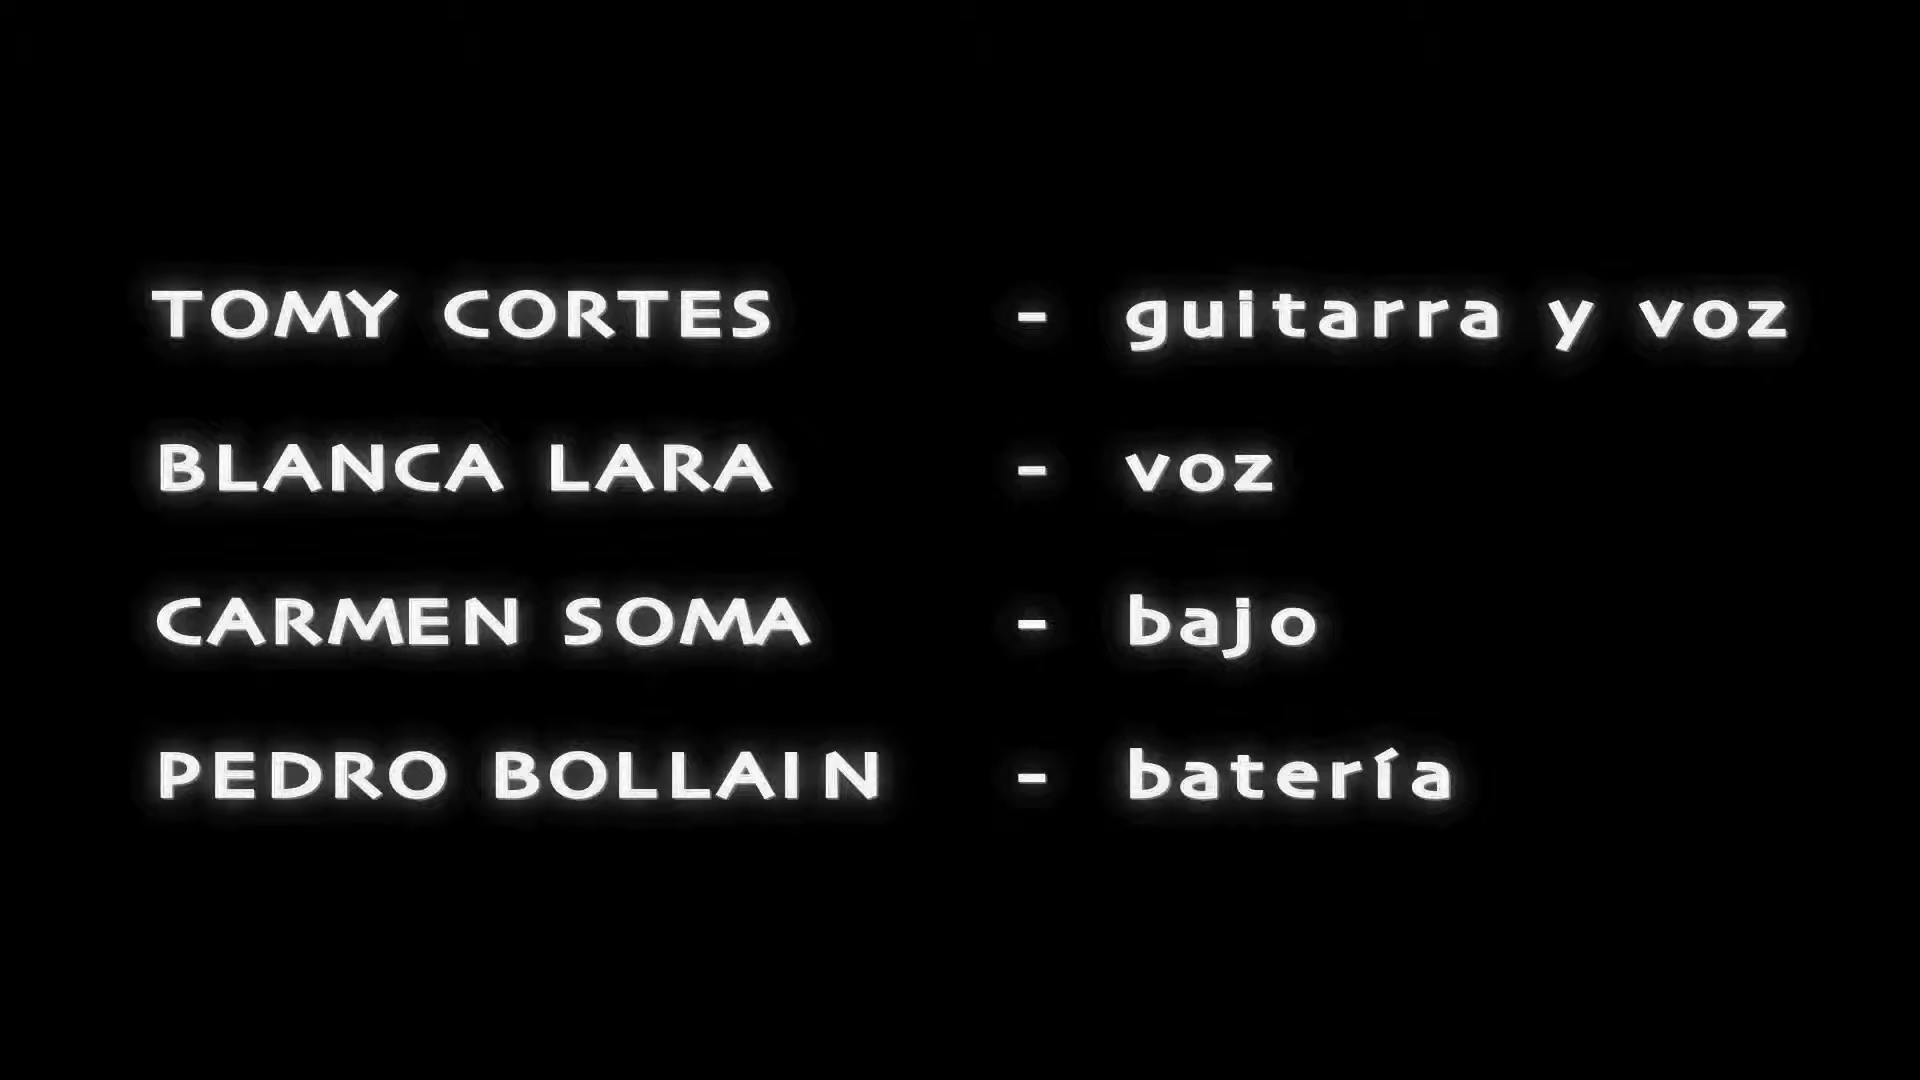 TOMY CORTES - guitarra y voz
BLANCA LARA - voz
CARMEN SOMA - bajo
PEDRO BOLLAIN - batería